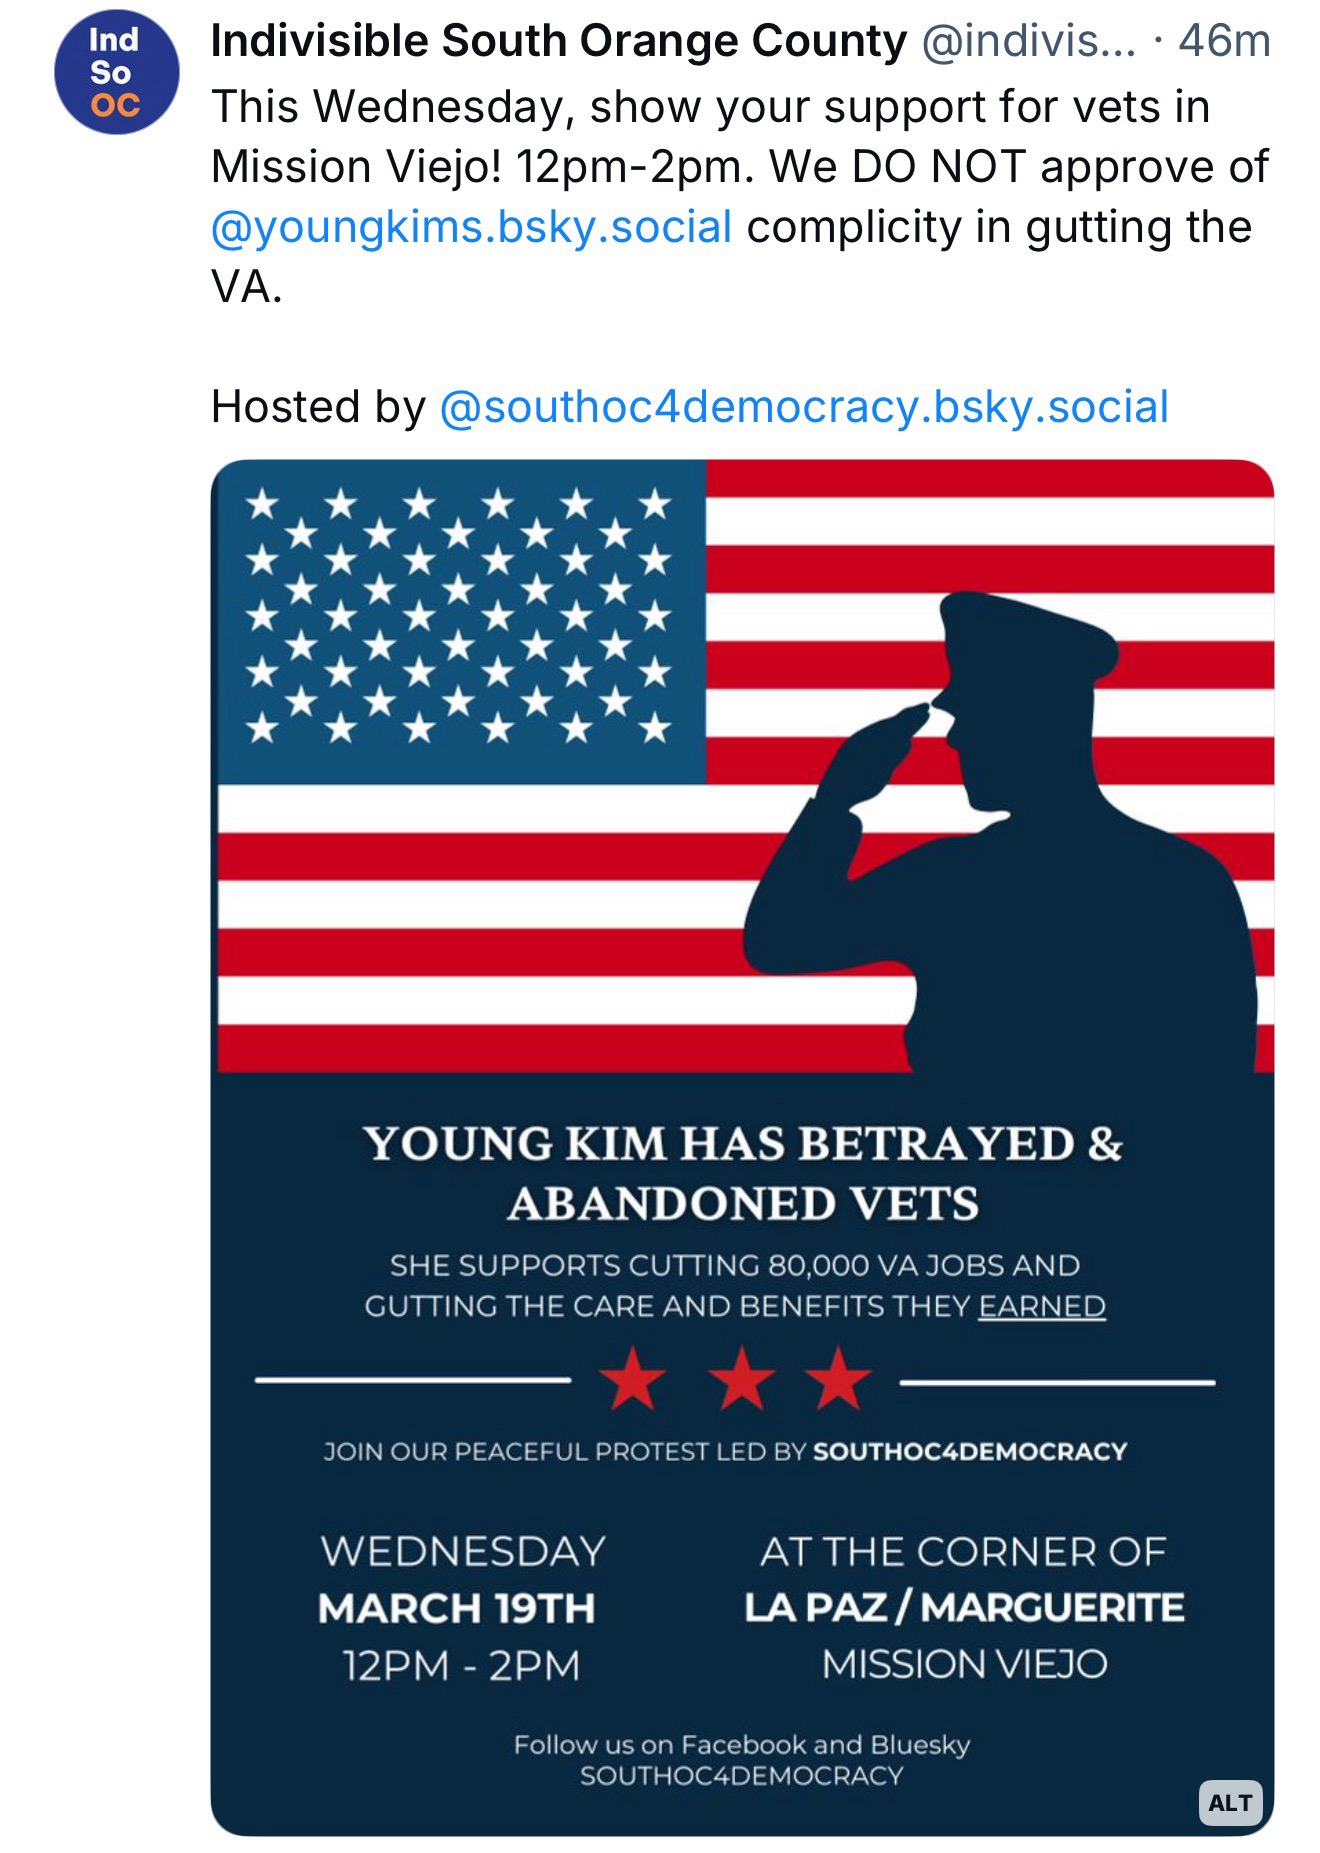 Ind
So
OC
Indivisible South Orange County @indivis... · 46m
This Wednesday, show your support for vets in
Mission Viejo! 12pm-2pm. We DO NOT approve of
@youngkims.bsky.social complicity in gutting the
VA.
Hosted by @southoc4democracy.bsky.social
YOUNG KIM HAS BETRAYED &
ABANDONED VETS
SHE SUPPORTS CUTTING 80,000 VA JOBS AND
GUTTING THE CARE AND BENEFITS THEY EARNED
JOIN OUR PEACEFUL PROTEST LED BY SOUTHOC4DEMOCRACY
WEDNESDAY
MARCH 19TH
12PM - 2PM
AT THE CORNER OF
LA PAZ / MARGUERITE
MISSION VIEJO
Follow us on Facebook and Bluesky
SOUTHOC4DEMOCRACY
ALT